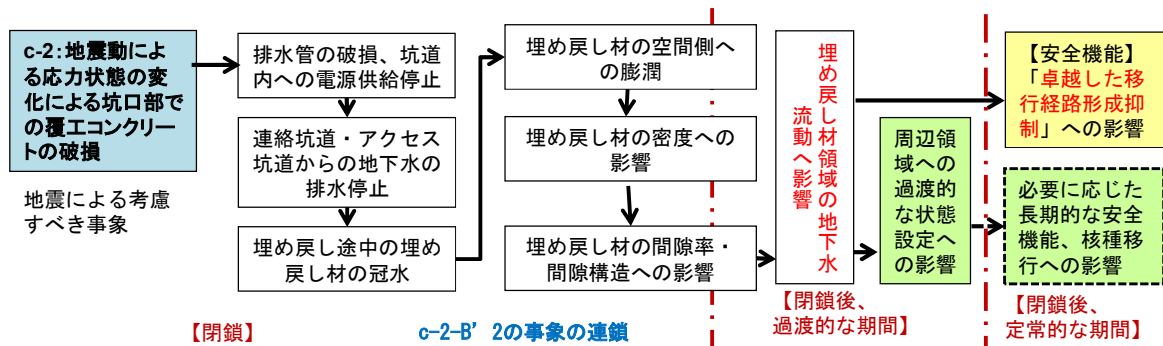 c-2:地震動によ
る応力状態の変
化による坑口部で
の覆工コンクリー
トの破損
地震による考慮
すべき事象
排水管の破損、坑道
内への電源供給停止
連絡坑道・アクセス
坑道からの地下水の
排水停止
埋め戻し途中の埋め
戻し材の冠水
埋め戻し材の空間側へ
の膨潤
埋め戻し材の密度への
影響
埋め戻し材の間隙率・
間隙構造への影響
埋め戻し材領域の地下水
流動へ影響
周辺領
域への
過渡的
な状態
設定へ
の影響
【安全機能】
「卓越した移
行経路形成抑
制」への影響
必要に応じた
長期的な安全
機能、核種移
行への影響
【閉鎖】
c-2-B’2の事象の連鎖
【閉鎖後、
過渡的な期間】
【閉鎖後、
定常的な期間】